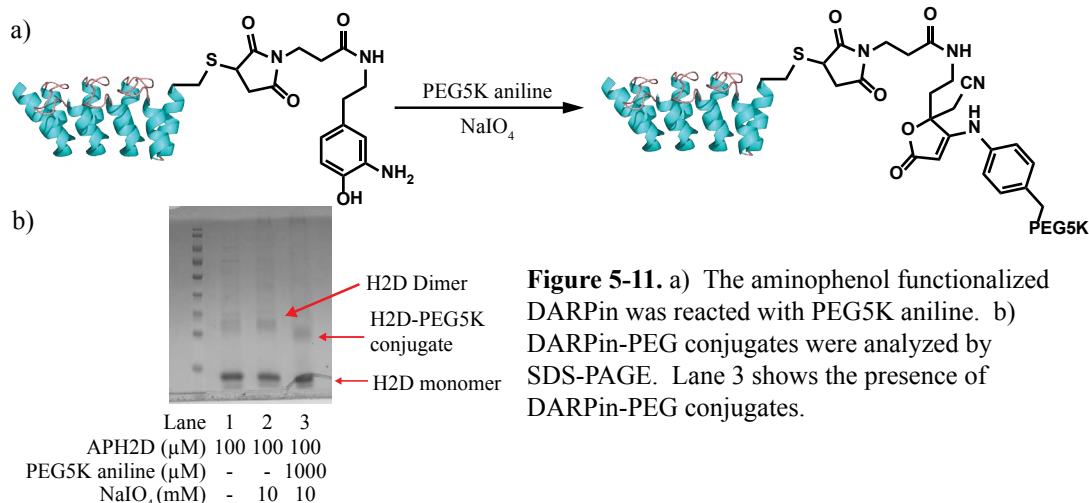 a)
O
O
N
H
S
N
O
O
NH₂
OH
PEG5K aniline
NaIO₄
O
O
N
H
S
N
O
CN
O
H
N
O
PEG5K
b)
H2D Dimer
H2D-PEG5K
conjugate
H2D monomer
Lane 1 2 3
APH2D (µM) 100 100 100
PEG5K aniline (µM) - - 1000
NaIO₄ (mM) - 10 10
Figure 5-11. a) The aminophenol functionalized
DARPin was reacted with PEG5K aniline. b)
DARPin-PEG conjugates were analyzed by
SDS-PAGE. Lane 3 shows the presence of
DARPin-PEG conjugates.